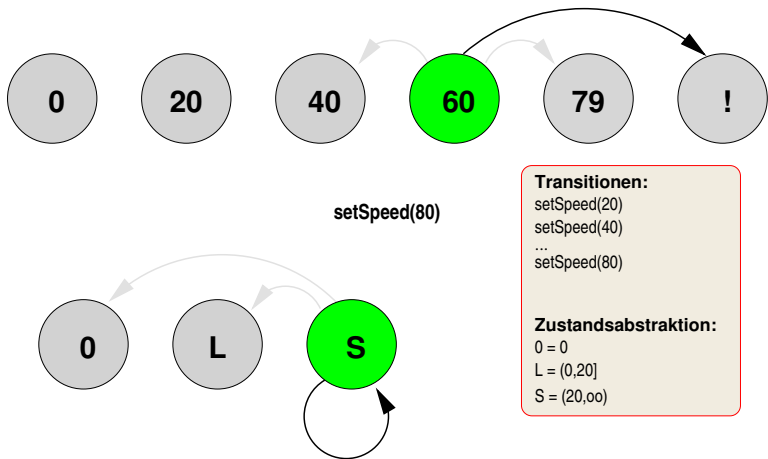 0 20 40 60 79 !
setSpeed(80)
Transitionen:
setSpeed(20)
setSpeed(40)
...
setSpeed(80)
0 L S
Zustandsabstraktion:
0 = 0
L = (0,20]
S = (20,oo)